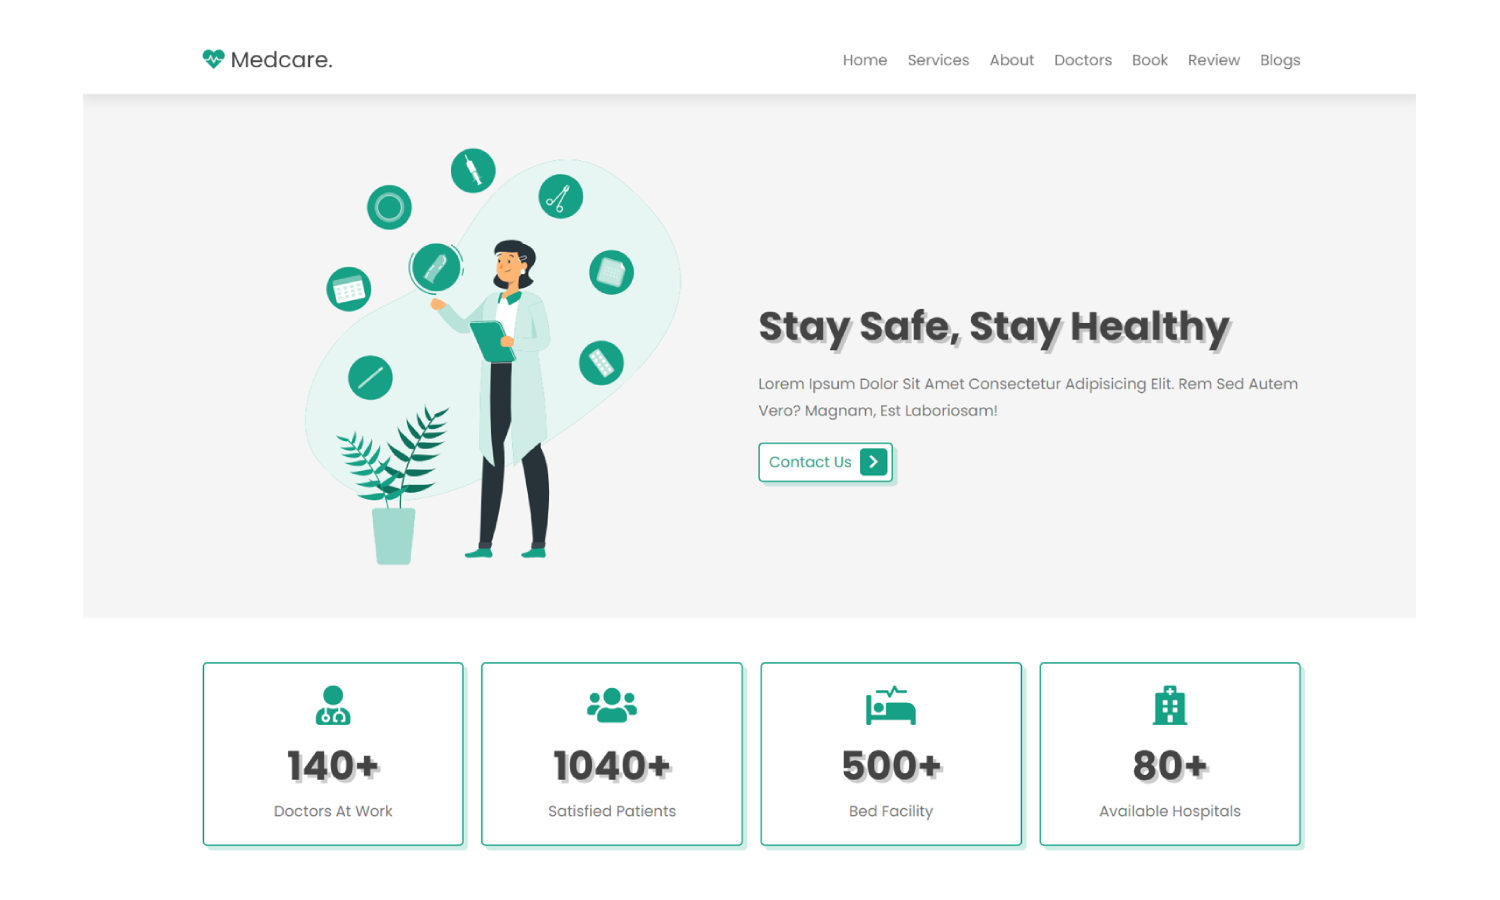 Medcare.
Home Services About Doctors Book Review Blogs
Stay Safe, Stay Healthy
Lorem Ipsum Dolor Sit Amet Consectetur Adipisicing Elit. Rem Sed Autem
Vero? Magnam, Est Laboriosam!
Contact Us
140+
Doctors At Work
1040+
Satisfied Patients
500+
Bed Facility
80+
Available Hospitals